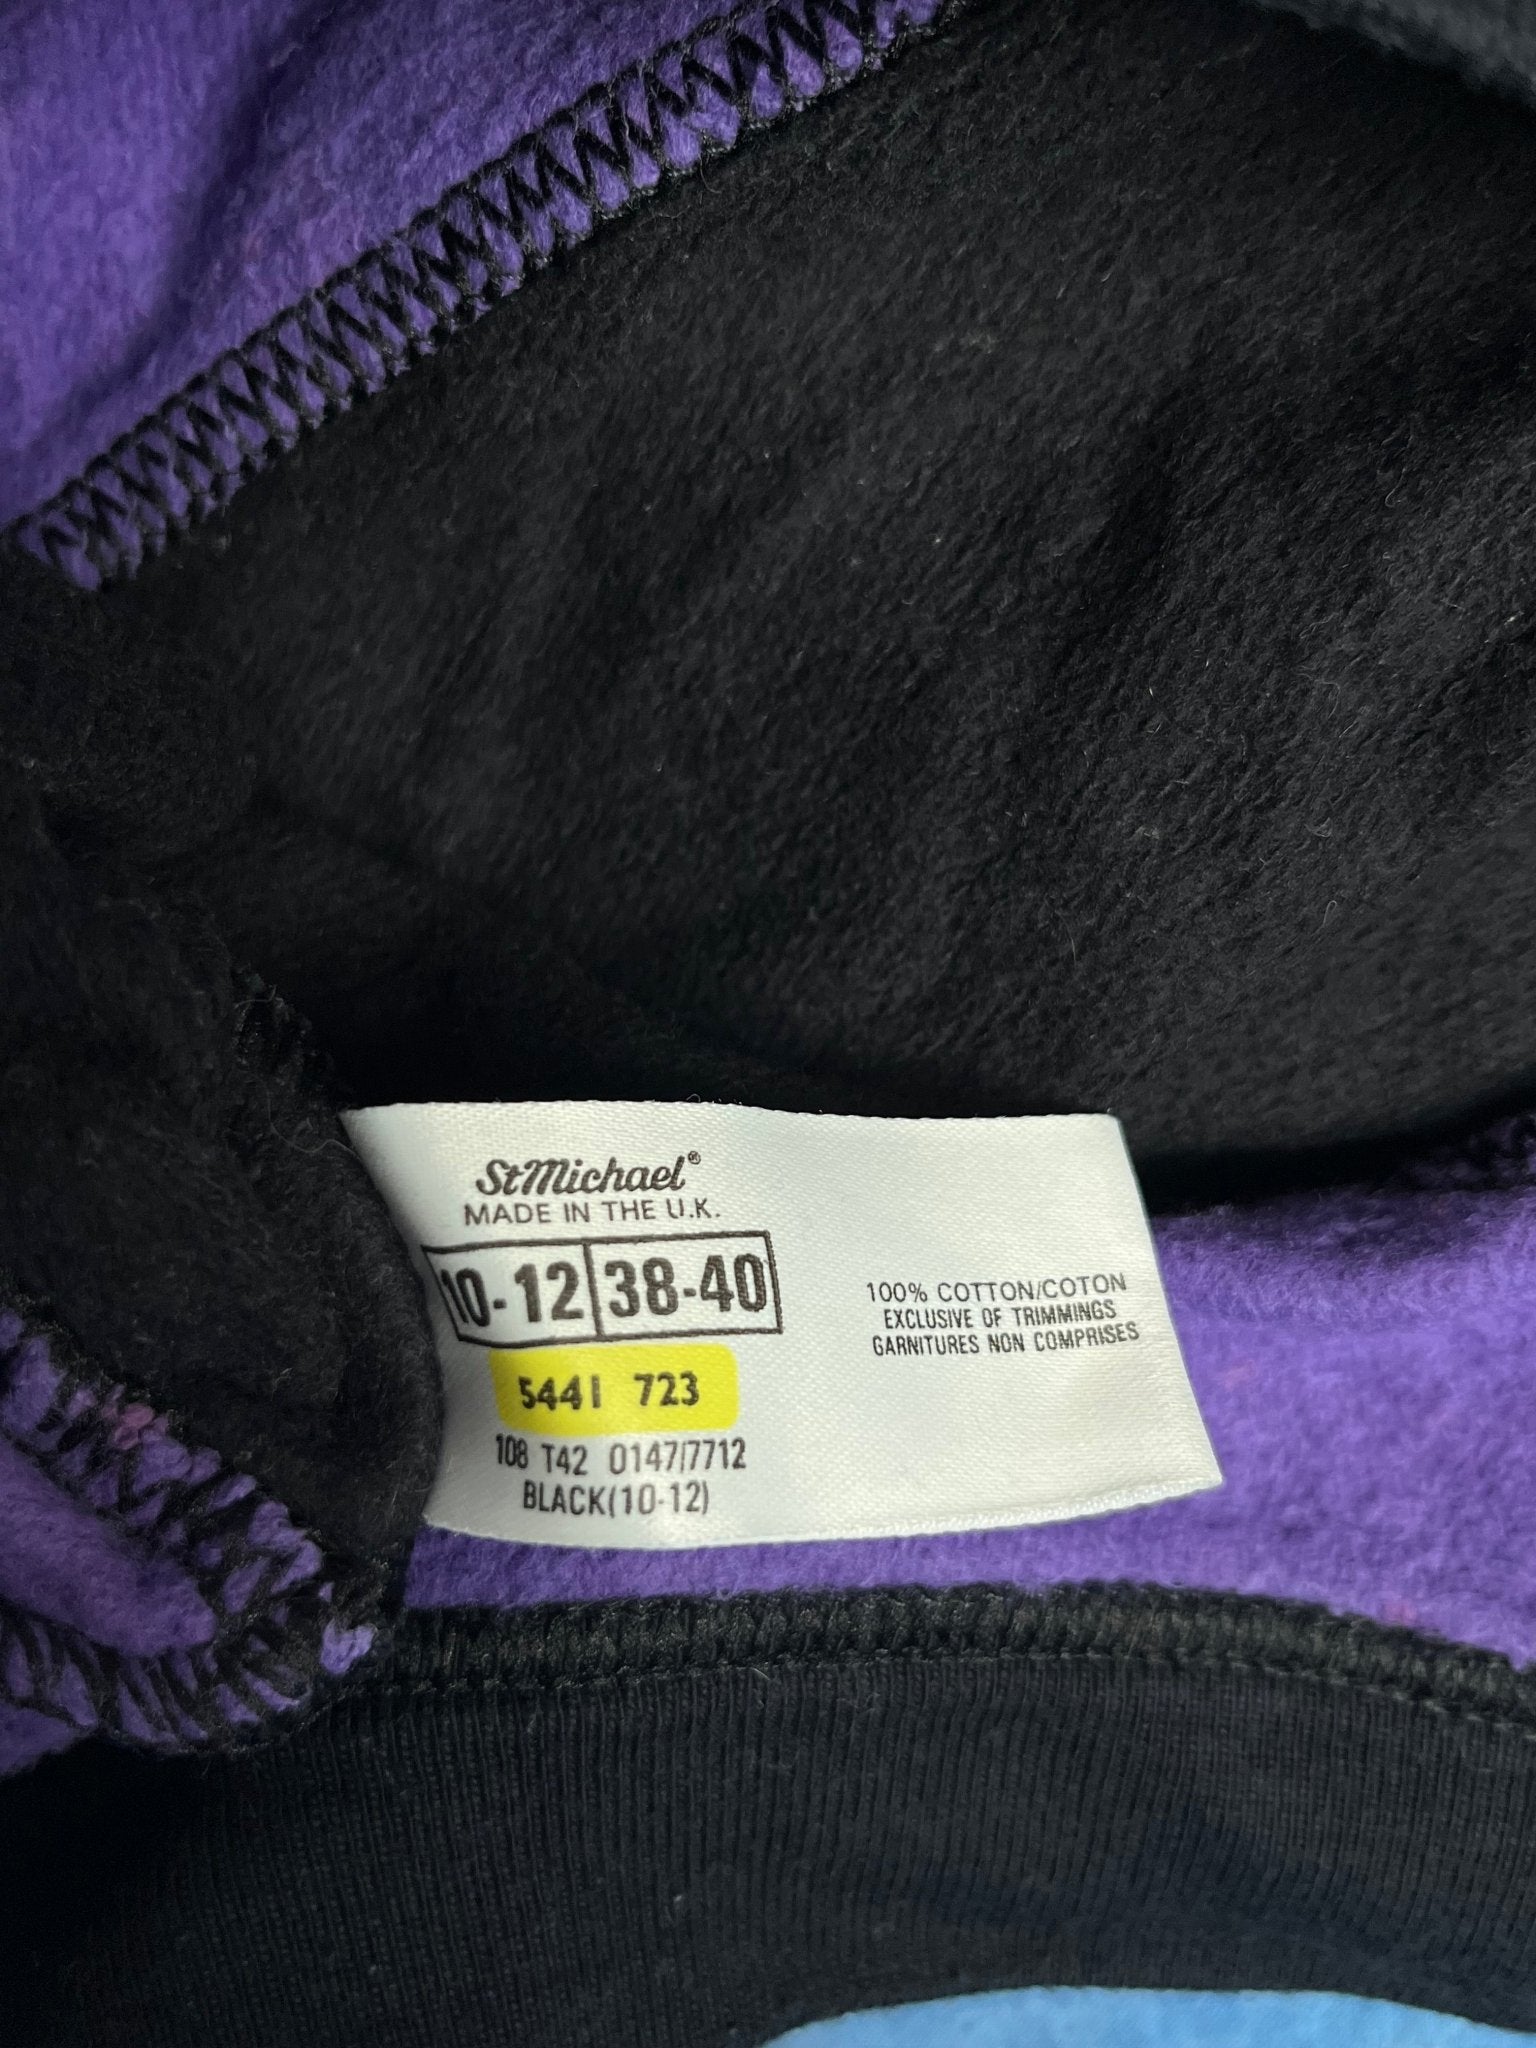 StMichael®
MADE IN THE U.K.
10-12 38-40
5441 723
108 T42 0147/7712
BLACK(10-12)
100% COTTON/COTON
EXCLUSIVE OF TRIMMINGS
GARNITURES NON COMPRISES